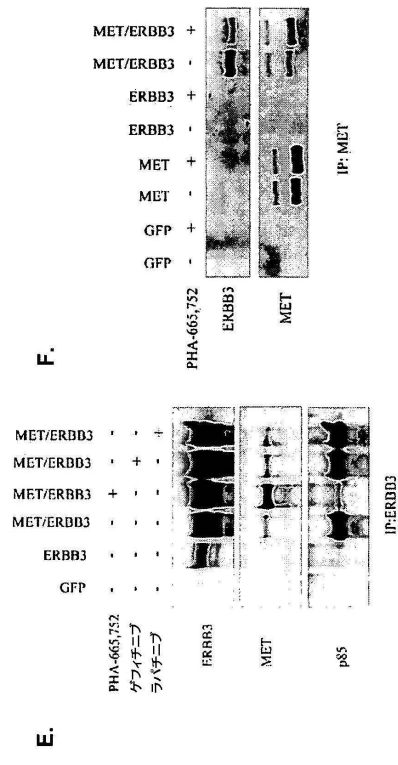 E.
GFP
ERBB3
MET/ERBB3
MET/ERBB3
MET/ERBB3
MET/ERBB3
PHA-665,752 - - - + - -
ゲフィチニブ - - - - + -
ラパチニブ - - - - - +
ERBB3
MET
p85
IP:ERBB3
F.
GFP
GFP
MET
MET
ERBB3
ERBB3
MET/ERBB3
MET/ERBB3
PHA-665,752 - + - + - + - +
ERBB3
MET
IP: MET